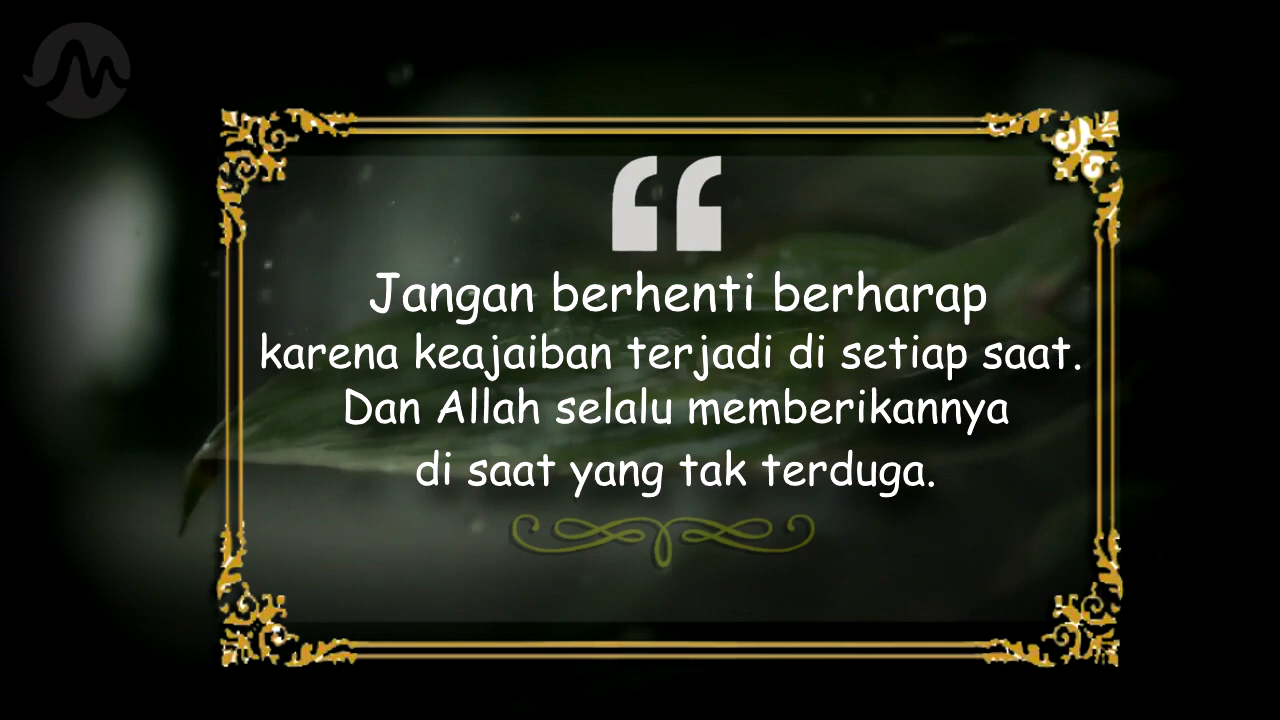 “
Jangan berhenti berharap
karena keajaiban terjadi di setiap saat.
Dan Allah selalu memberikannya
di saat yang tak terduga.